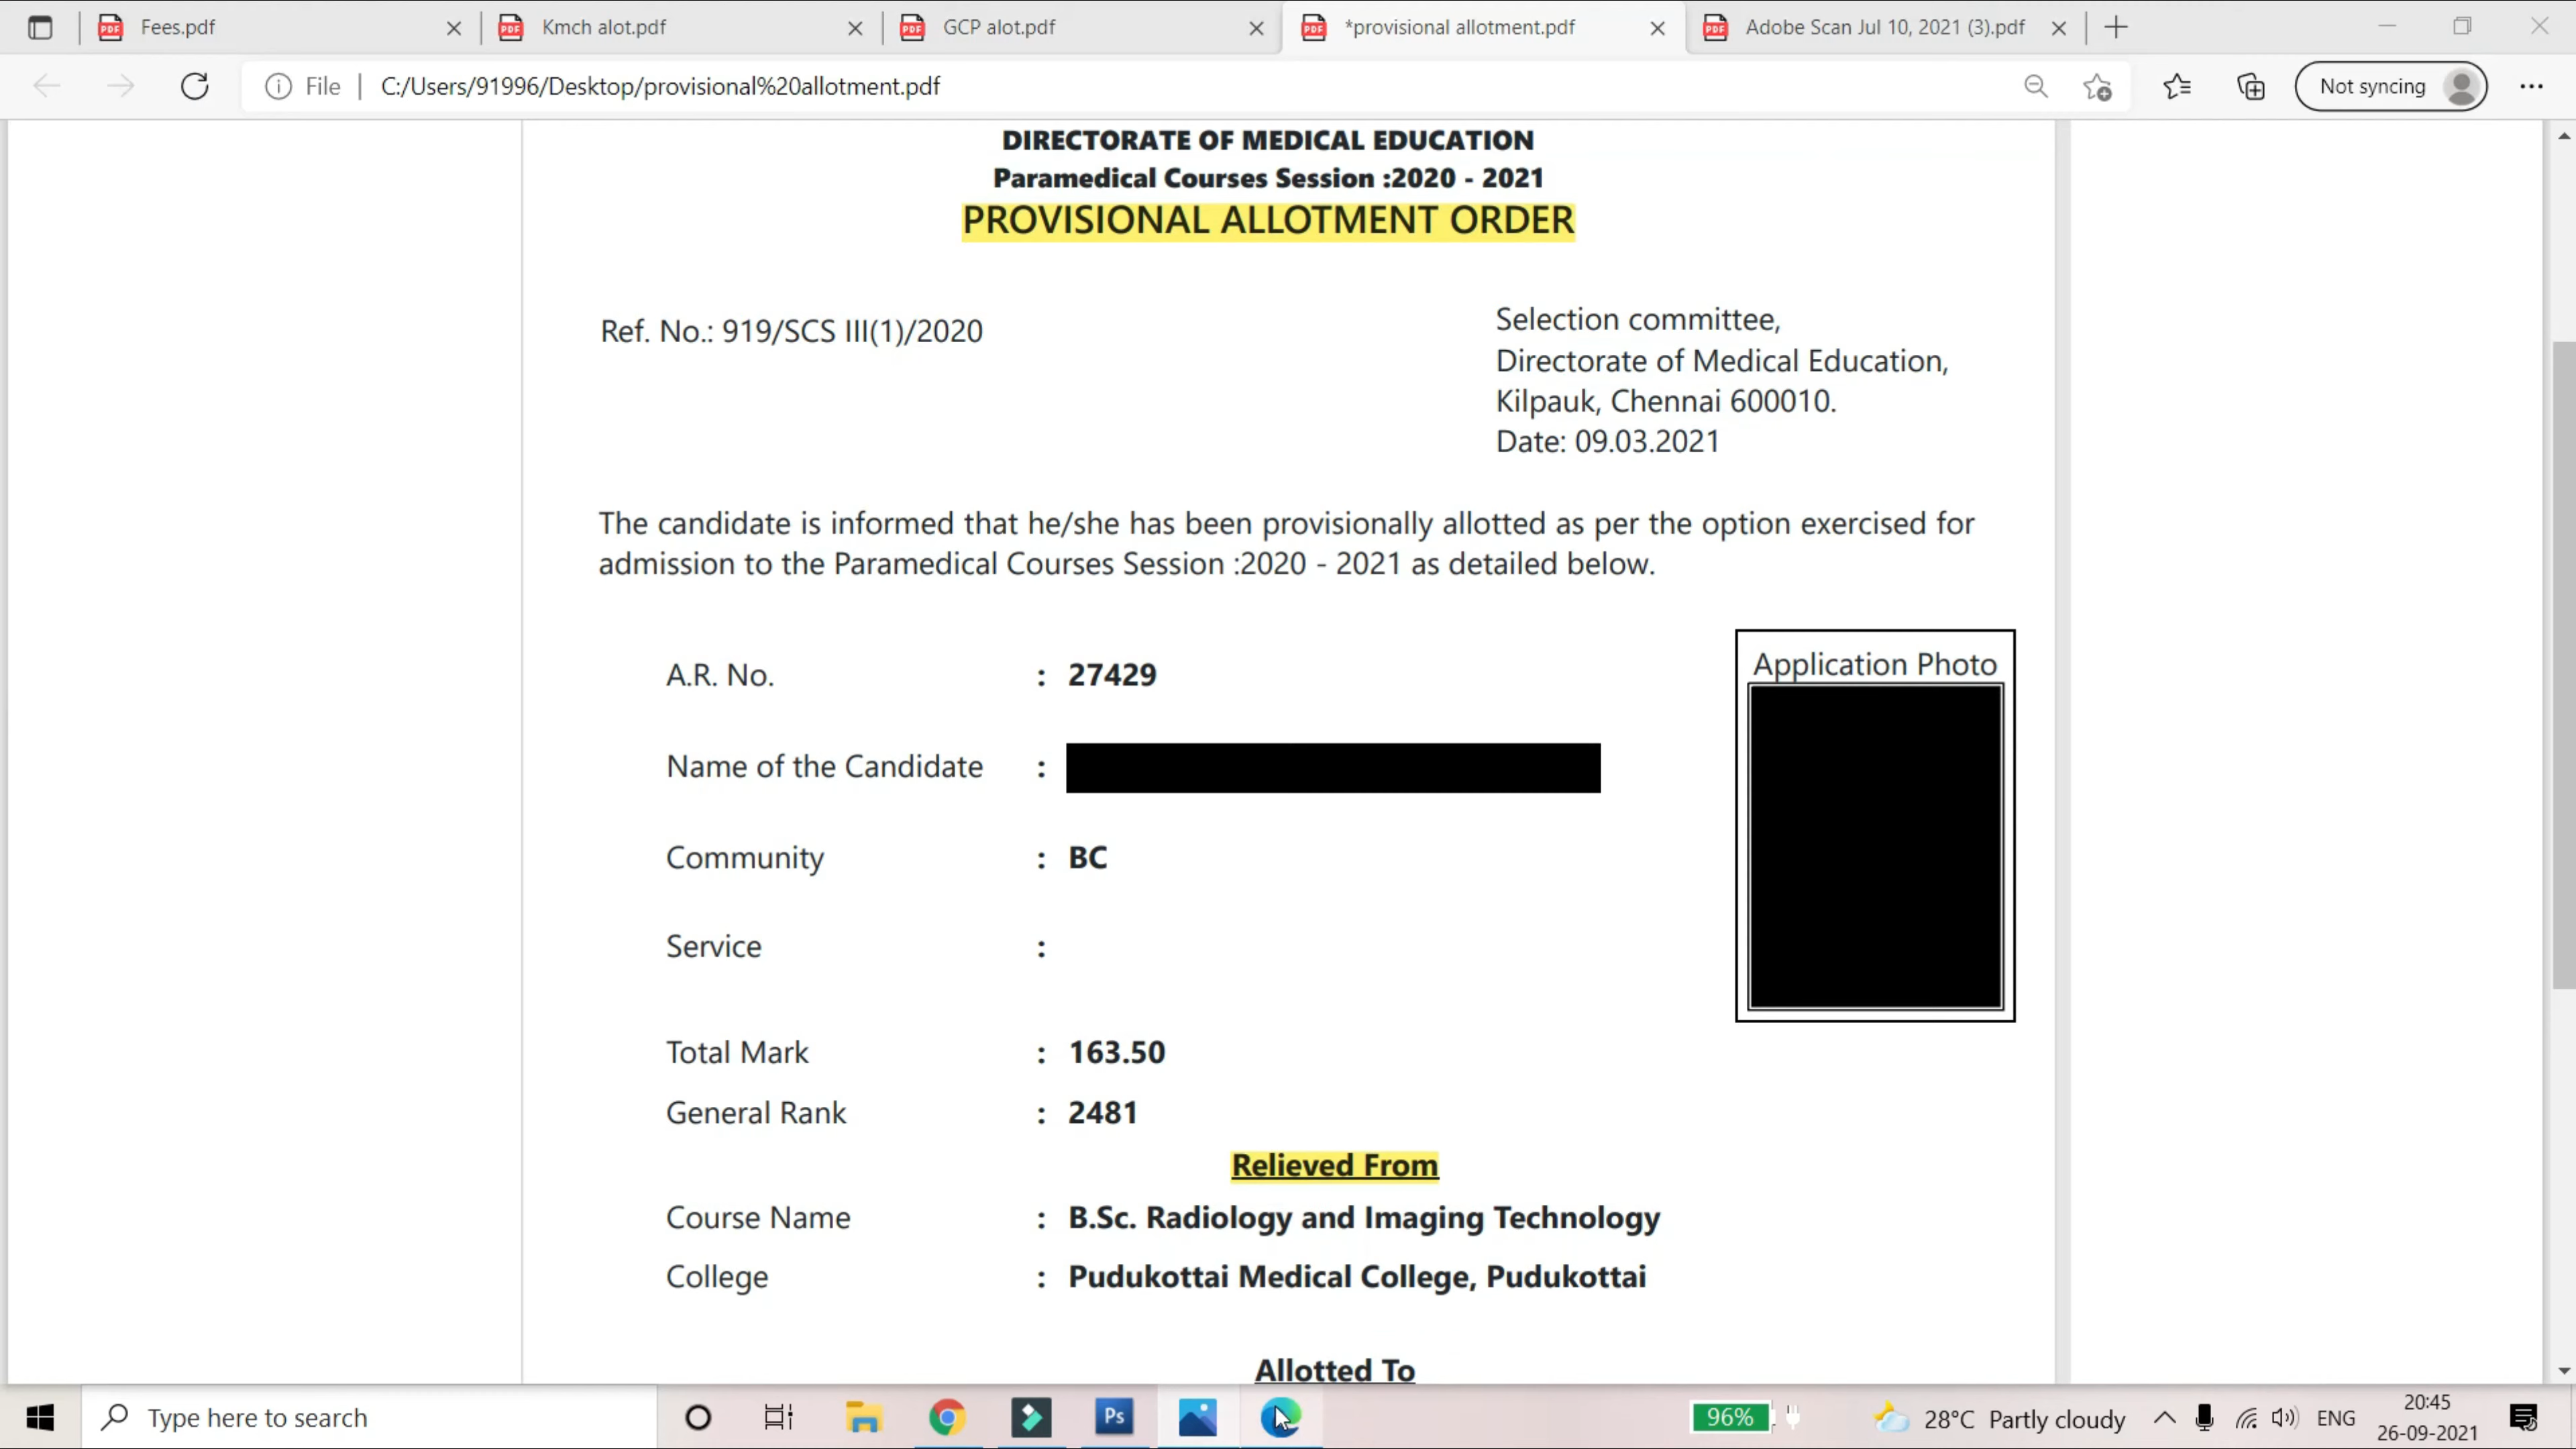 Fees.pdf
Kmch alot.pdf
GCP alot.pdf
*provisional allotment.pdf
Adobe Scan Jul 10, 2021 (3).pdf
File
C:/Users/91996/Desktop/provisional%20allotment.pdf
Not syncing
DIRECTORATE OF MEDICAL EDUCATION
Paramedical Courses Session :2020 - 2021
PROVISIONAL ALLOTMENT ORDER
Ref. No.: 919/SCS III(1)/2020
Selection committee,
Directorate of Medical Education,
Kilpauk, Chennai 600010.
Date: 09.03.2021
The candidate is informed that he/she has been provisionally allotted as per the option exercised for
admission to the Paramedical Courses Session :2020 - 2021 as detailed below.
Application Photo
A.R. No. : 27429
Name of the Candidate :
Community : BC
Service :
Total Mark : 163.50
General Rank : 2481
Relieved From
Course Name : B.Sc. Radiology and Imaging Technology
College : Pudukottai Medical College, Pudukottai
Allotted To
Type here to search
Ps
96%
28°C Partly cloudy
ENG
20:45
26-09-2021